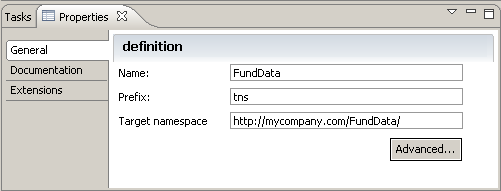 Tasks Properties
General
Documentation
Extensions
definition
Name: FundData
Prefix: tns
Target namespace http://mycompany.com/FundData/
Advanced...